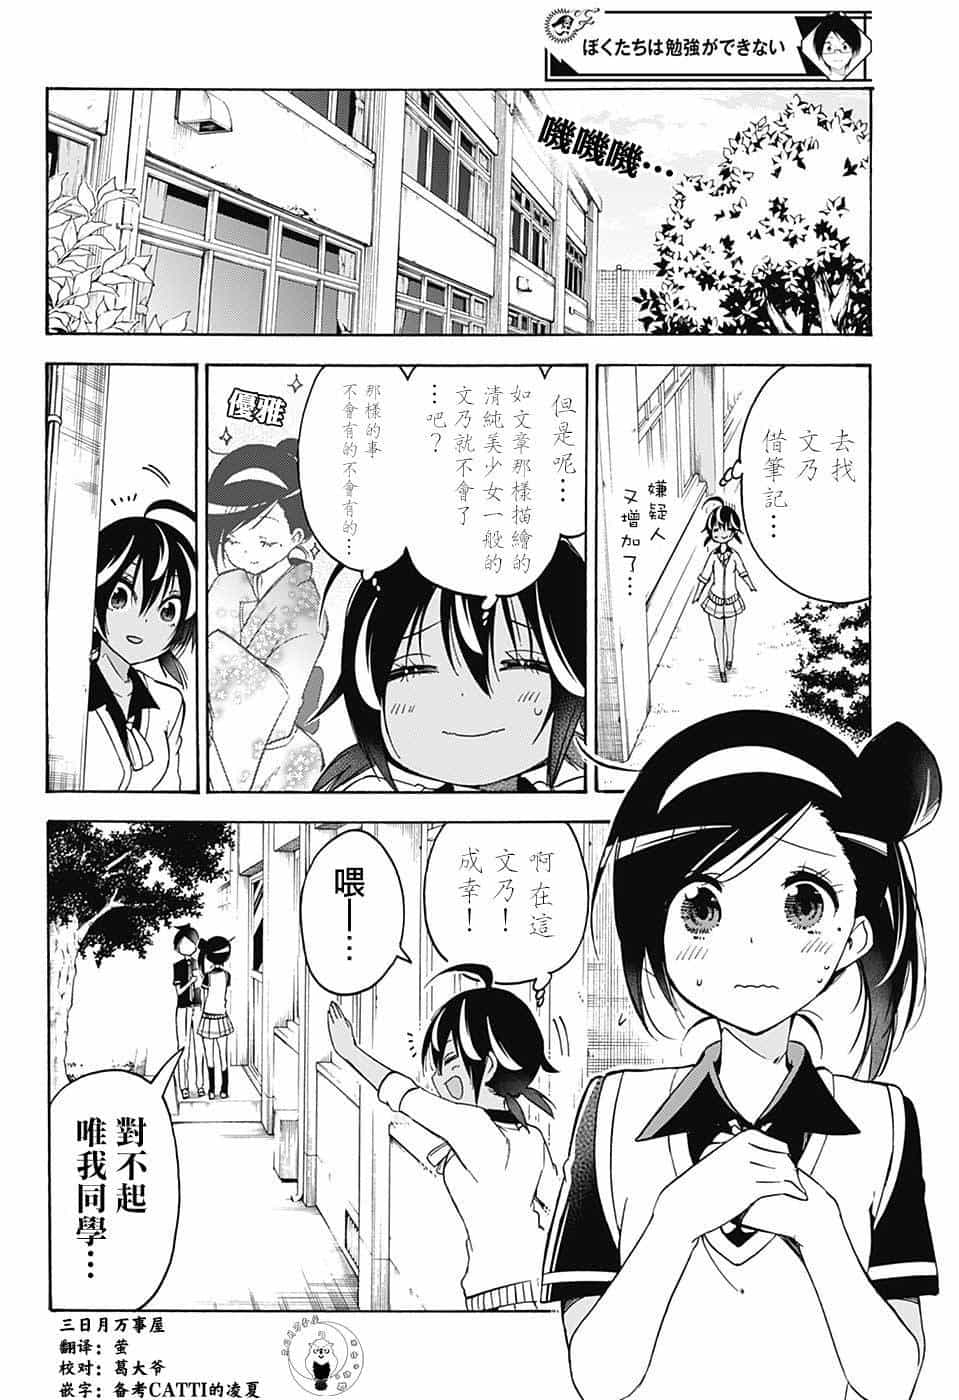 ぼくたちは勉強ができない
嘰嘰嘰…
去找
文乃
借筆記…
嫌疑人
又增加了…
但是呢…
如文章那樣描繪的
清純美少女一般的
文乃就不會了
…吧？
那樣的事
不會有的不會有的…
優雅
啊在這
文乃！
成幸！
喂—…
對不起
唯我同學…
三日月万事屋
翻译：萤
校对：葛大爷
嵌字：备考CATTI的凌夏